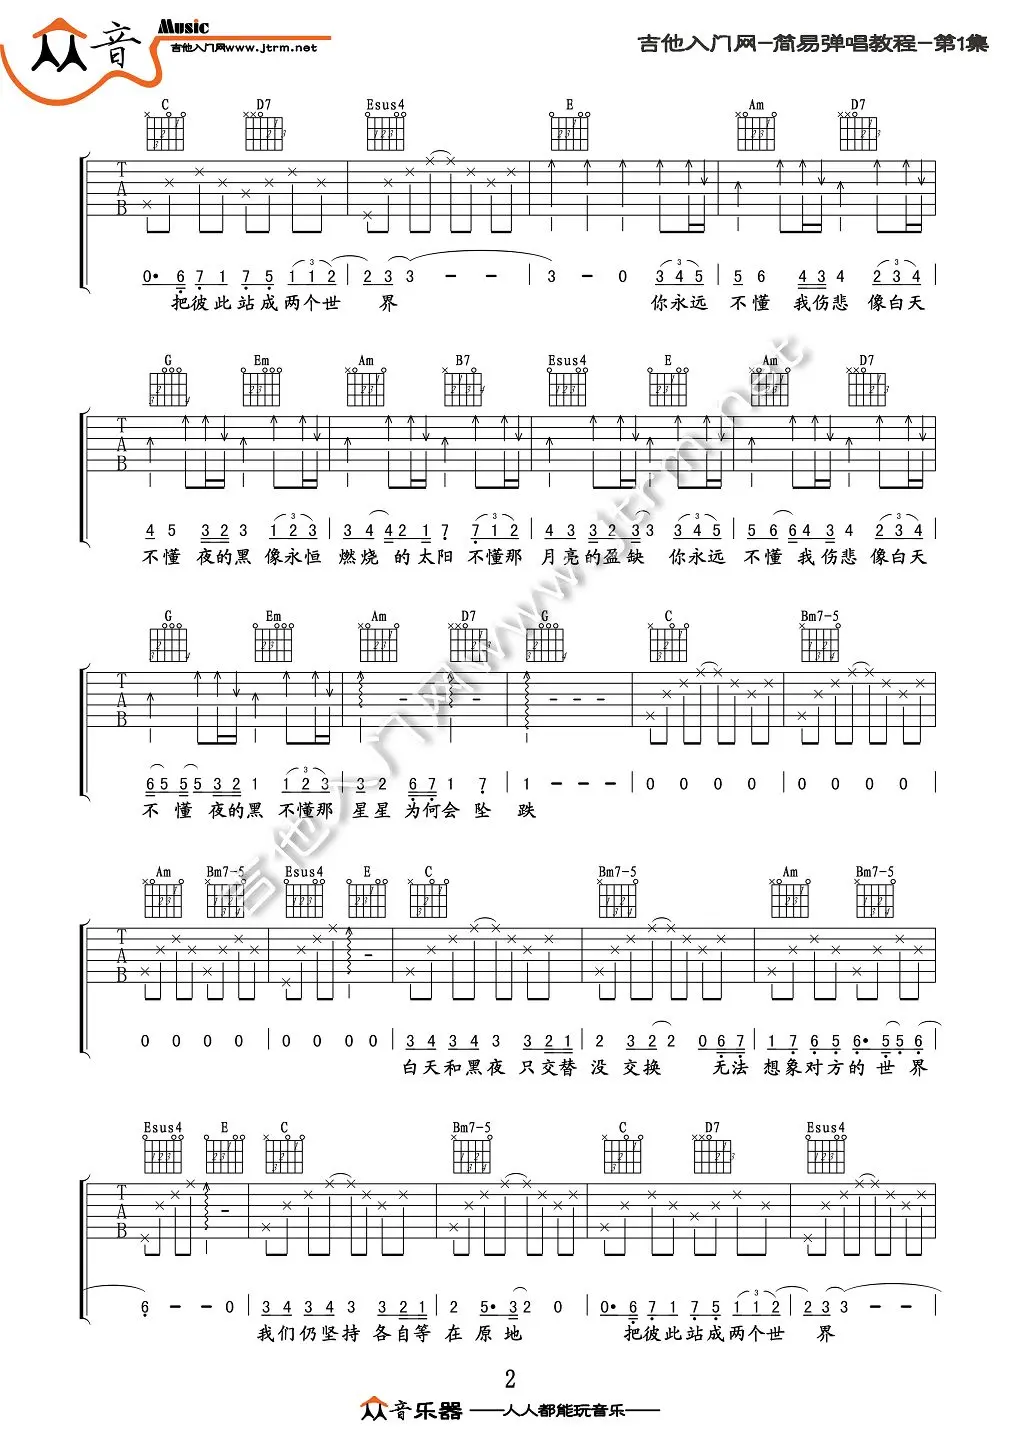 众音 Music
吉他入门网www.jtrm.net
吉他入门网-简易弹唱教程-第1集
C D7 Esus4 E Am D7
T A B
0• 6 7 1 7 5 1 1 2 | 2 3 3 - - | 3 - 0 3 4 5 | 5 6 4 3 4 2 3 4
把彼此站成两个世 界 你永远 不懂 我伤悲 像白天
G Em Am B7 Esus4 E Am D7
T A B
4 5 3 2 3 1 2 3 | 3 4 4 2 1 7 7 1 2 | 4 3 3 2 3 3 3 4 5 | 5 6 6 4 3 4 2 3 4
不懂 夜的黑 像永恒 燃烧 的太阳 不懂那 月亮的盈缺 你永远 不懂 我伤悲 像白天
G Em Am D7 G C Bm7-5
T A B
6 5 5 5 3 2 1 1 2 3 | 3 2 6 7 1 7 | 1 - - - | 0 0 0 0 | 0 0 0 0
不 懂 夜的黑 不懂那 星星 为何会 坠 跌
Am Bm7-5 Esus4 E C Bm7-5 Am Bm7-5
T A B
0 0 0 0 | 0 0 0 0 | 3 4 3 4 3 3 2 1 | 2 3 2 2 0 6 7 | 1 7 6 5 6• 5 5 6
白天和黑夜 只交替 没 交换 无法 想象对方的 世 界
Esus4 E C Bm7-5 C D7 Esus4
T A B
6 - - 0 | 3 4 3 4 3 3 2 1 | 2 5• 3 2 0 | 0• 6 7 1 7 5 1 1 2 | 2 3 3 - -
我们仍坚持 各自等 在 原 地 把彼此站成两个世 界
2
众音乐器 ——人人都能玩音乐——
吉他入门网www.jtrm.net